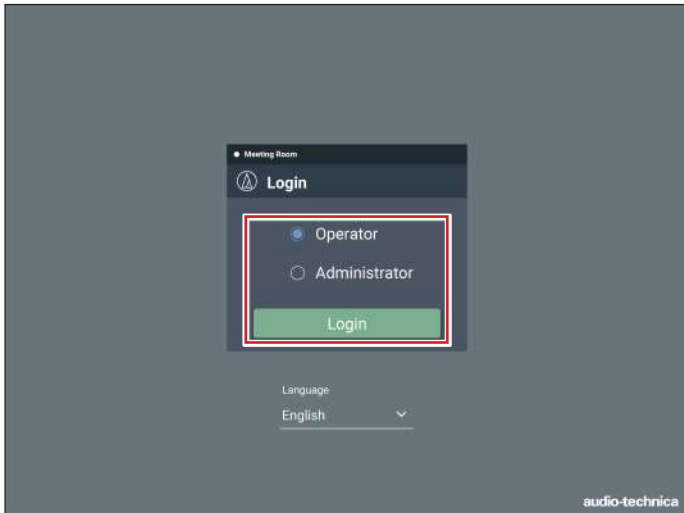 Meeting Room
Login
Operator
Administrator
Login
Language
English
audio-technica